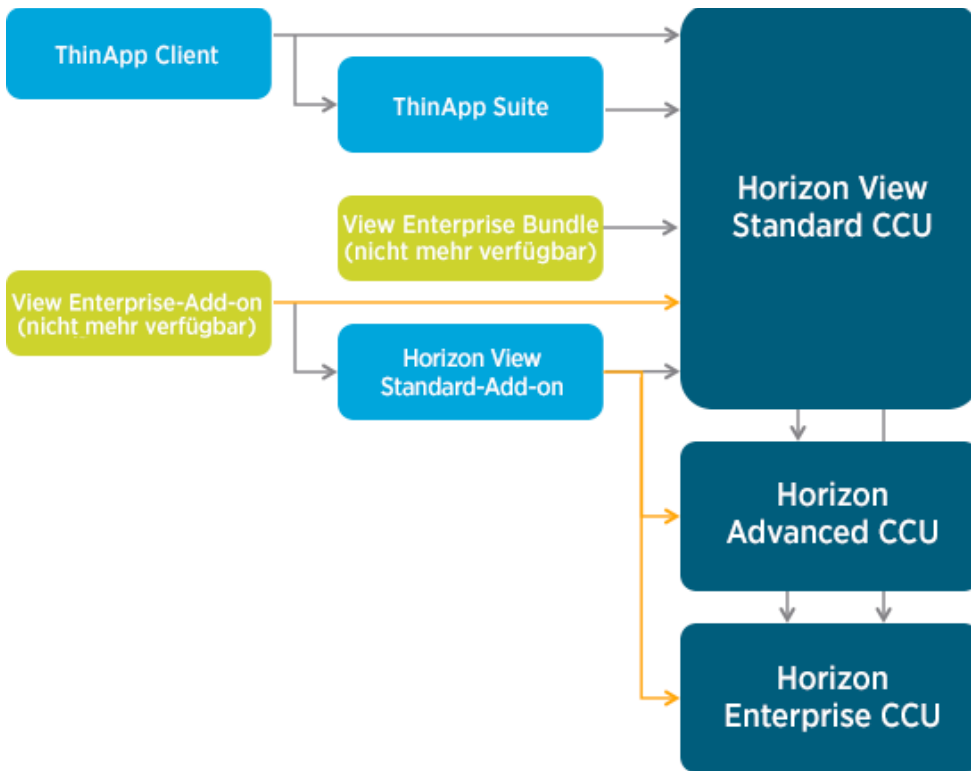 ThinApp Client
ThinApp Suite
Horizon View
Standard CCU
View Enterprise Bundle
(nicht mehr verfügbar)
View Enterprise-Add-on
(nicht mehr verfügbar)
Horizon View
Standard-Add-on
Horizon
Advanced CCU
Horizon
Enterprise CCU